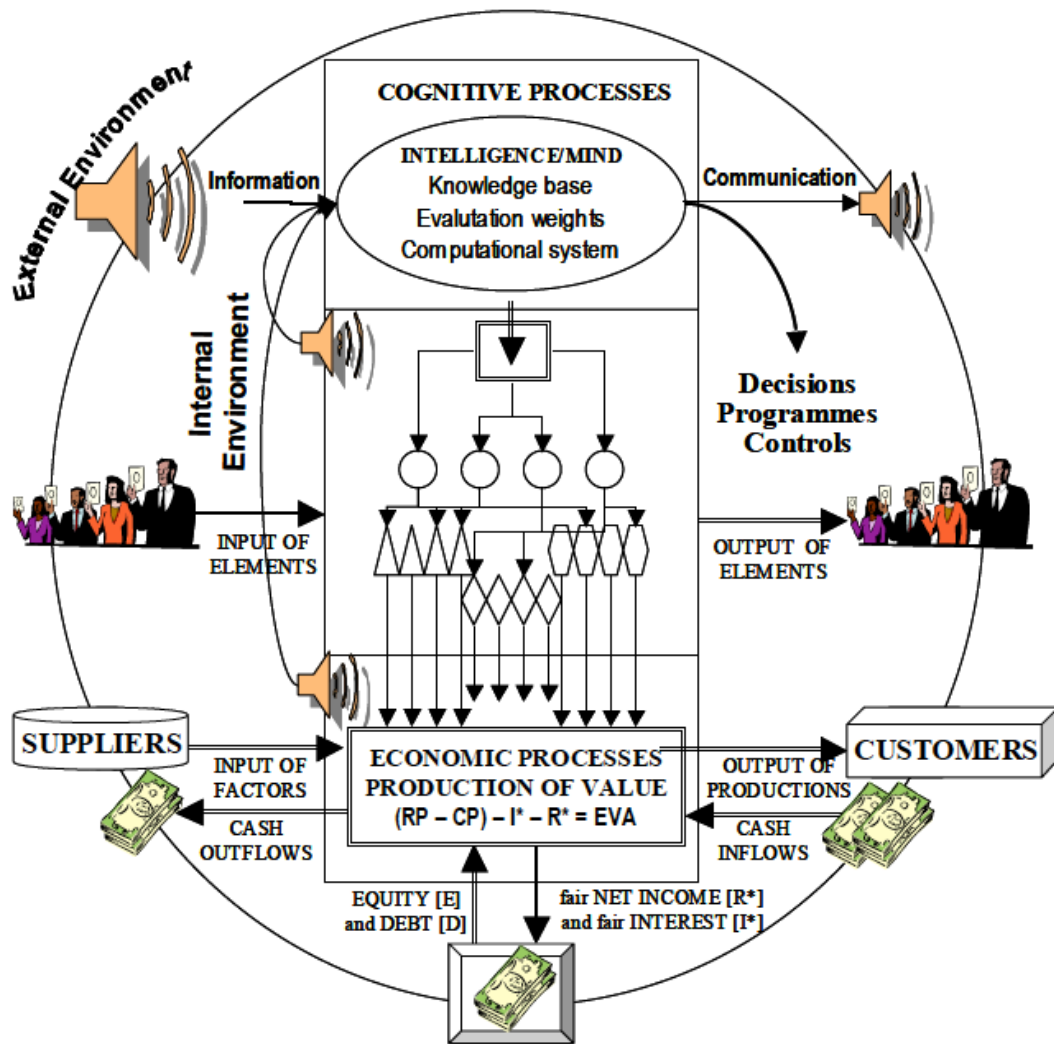 COGNITIVE PROCESSES
External Environment
INTELLIGENCE/MIND
Knowledge base
Evalutation weights
Computational system
Information
Communication
Internal
Environment
Decisions
Programmes
Controls
INPUT OF
ELEMENTS
OUTPUT OF
ELEMENTS
SUPPLIERS
CUSTOMERS
INPUT OF
FACTORS
CASH
OUTFLOWS
ECONOMIC PROCESSES
PRODUCTION OF VALUE
(RP – CP) – I* – R* = EVA
OUTPUT OF
PRODUCTIONS
CASH
INFLOWS
EQUITY [E]
and DEBT [D]
fair NET INCOME [R*]
and fair INTEREST [I*]